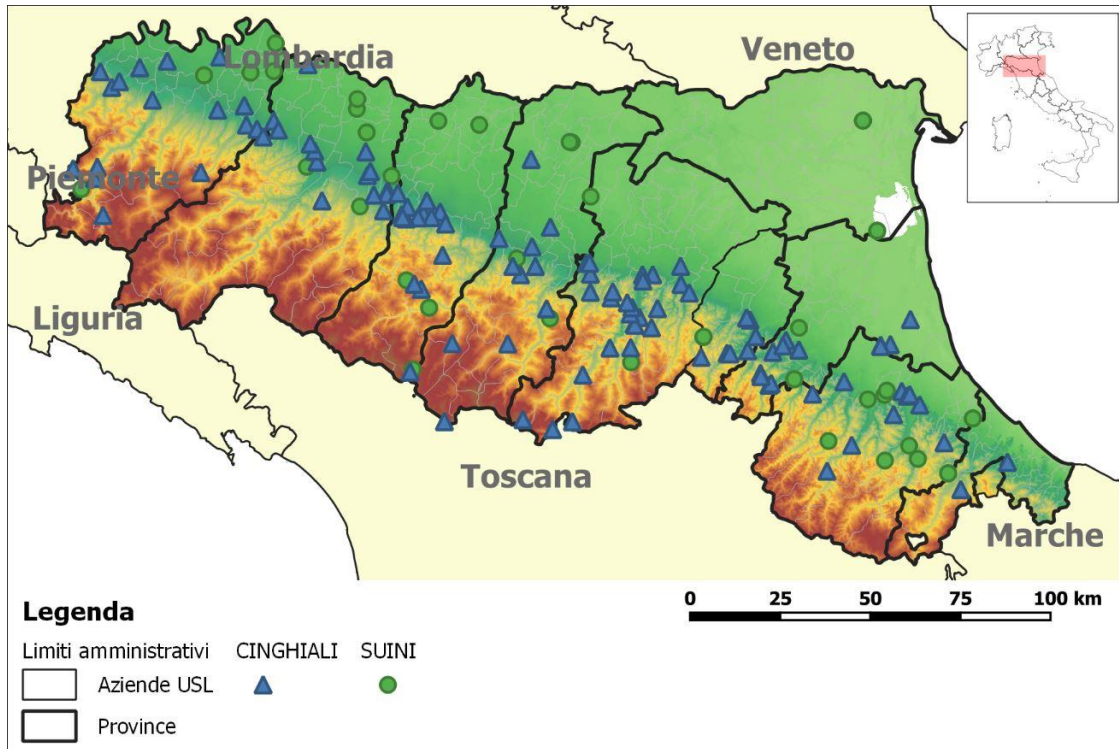 Lombardia
Veneto
Piemonte
Liguria
Toscana
Marche
0 25 50 75 100 km
Legenda
Limiti amministrativi CINGHIALI SUINI
Aziende USL
Province